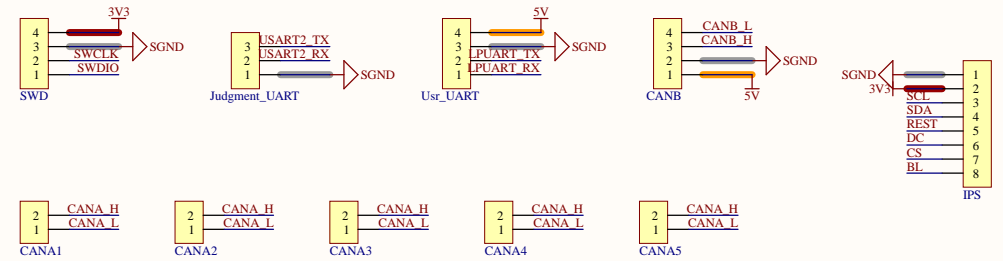 3V3
4
3
2
1
SGND
SWCLK
SWDIO
SWD
3
2
1
USART2_TX
USART2_RX
SGND
Judgment_UART
5V
4
3
2
1
SGND
LPUART_TX
LPUART_RX
Usr_UART
4
3
2
1
CANB_L
CANB_H
SGND
5V
CANB
SGND
3V3
SCL
SDA
REST
DC
CS
BL
1
2
3
4
5
6
7
8
IPS
2
1
CANA_H
CANA_L
CANA1
2
1
CANA_H
CANA_L
CANA2
2
1
CANA_H
CANA_L
CANA3
2
1
CANA_H
CANA_L
CANA4
2
1
CANA_H
CANA_L
CANA5